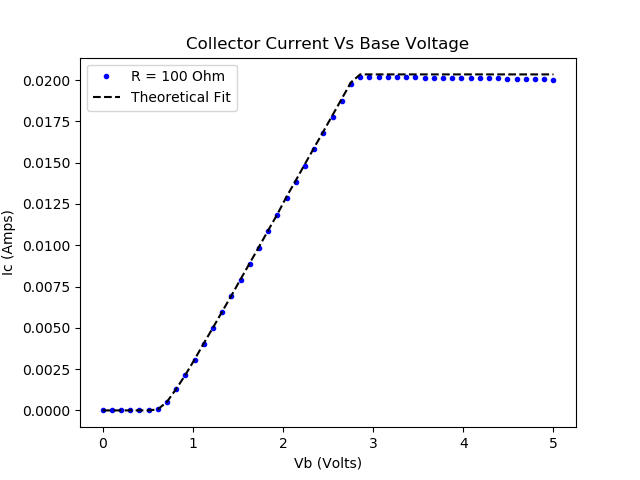 Collector Current Vs Base Voltage
R = 100 Ohm
Theoretical Fit
Ic (Amps)
0.0200
0.0175
0.0150
0.0125
0.0100
0.0075
0.0050
0.0025
0.0000
0 1 2 3 4 5
Vb (Volts)